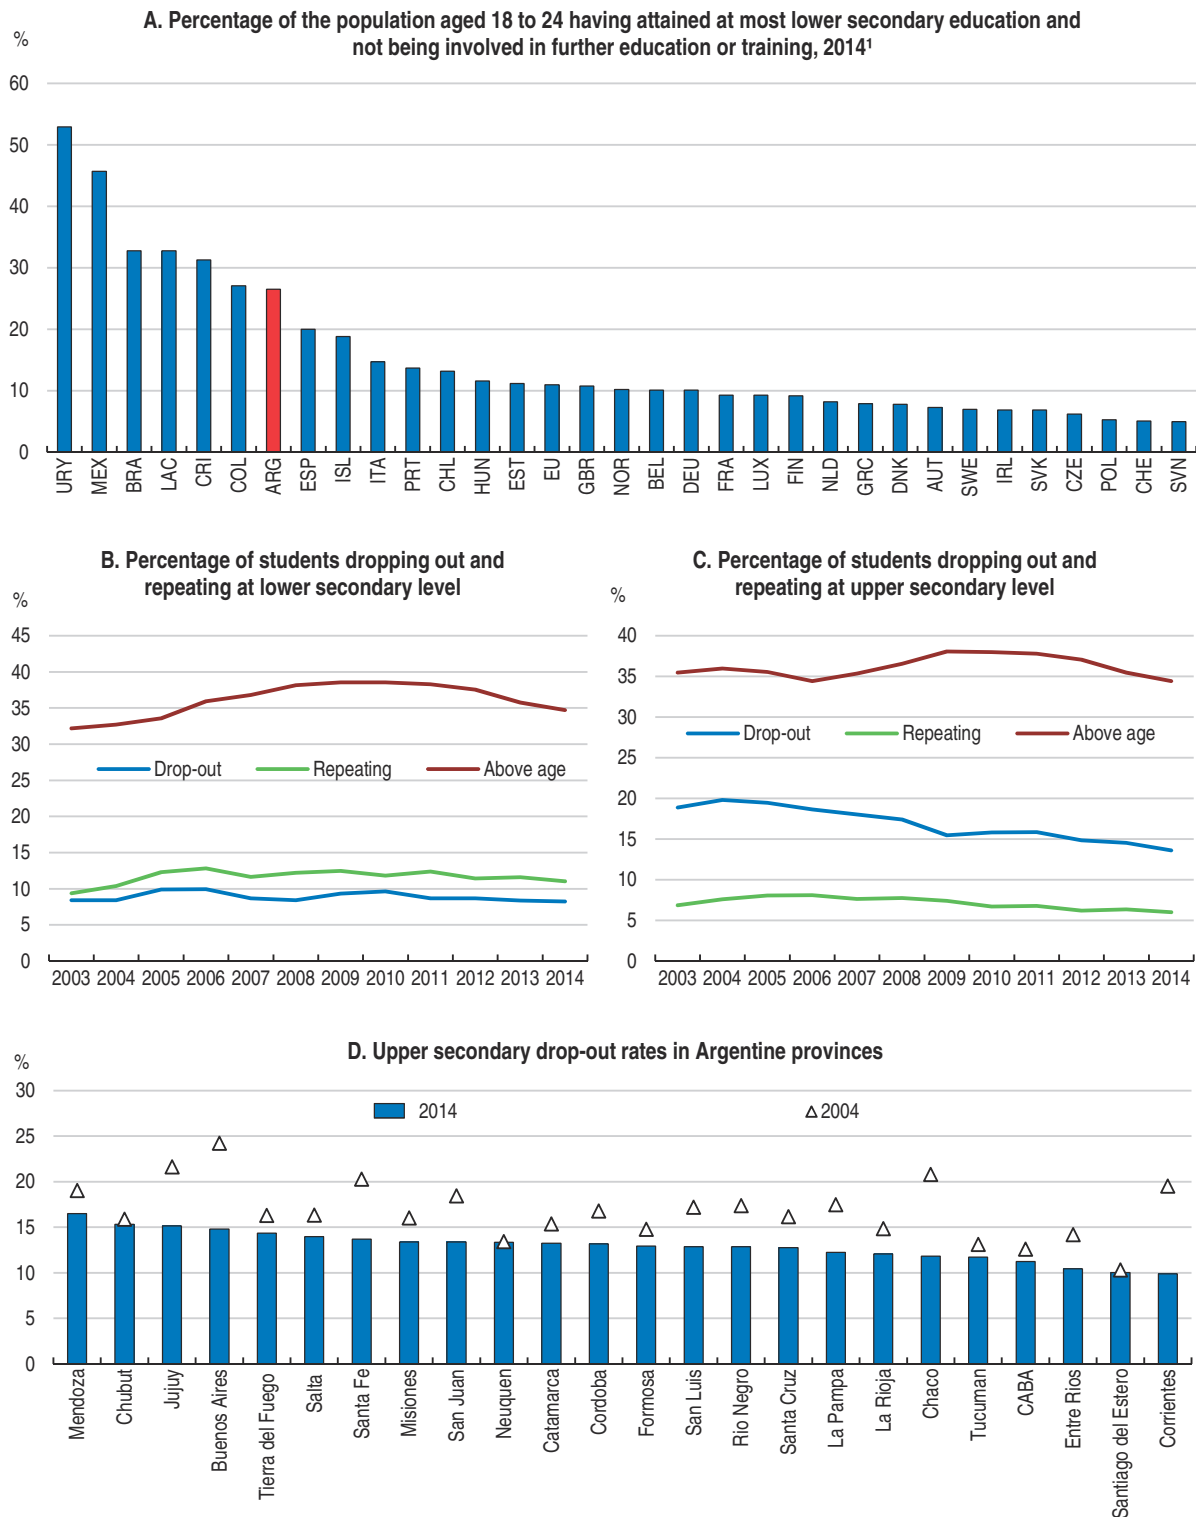 A. Percentage of the population aged 18 to 24 having attained at most lower secondary education and
not being involved in further education or training, 2014¹
%
60
50
40
30
20
10
0
URY MEX BRA LAC CRI COL ARG ESP ISL ITA PRT CHL HUN EST EU GBR NOR BEL DEU FRA LUX FIN NLD GRC DNK AUT SWE IRL SVK CZE POL CHE SVN
B. Percentage of students dropping out and
repeating at lower secondary level
%
45
40
35
30
25
20
15
10
5
0
Drop-out Repeating Above age
2003 2004 2005 2006 2007 2008 2009 2010 2011 2012 2013 2014
C. Percentage of students dropping out and
repeating at upper secondary level
%
40
35
30
25
20
15
10
5
0
Drop-out Repeating Above age
2003 2004 2005 2006 2007 2008 2009 2010 2011 2012 2013 2014
D. Upper secondary drop-out rates in Argentine provinces
%
30
25
20
15
10
5
0
2014 2004
Mendoza
Chubut
Jujuy
Buenos Aires
Tierra del Fuego
Salta
Santa Fe
Misiones
San Juan
Neuquen
Catamarca
Cordoba
Formosa
San Luis
Rio Negro
Santa Cruz
La Pampa
La Rioja
Chaco
Tucuman
CABA
Entre Rios
Santiago del Estero
Corrientes